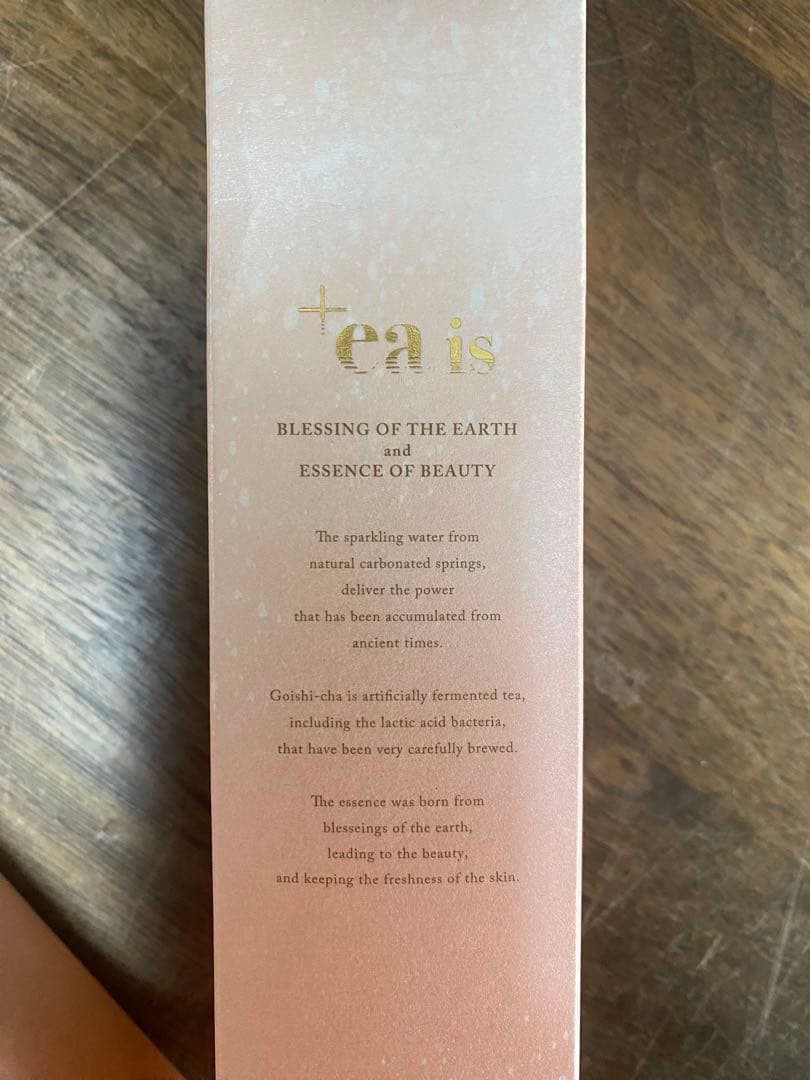 +ea is
BLESSING OF THE EARTH
and
ESSENCE OF BEAUTY
The sparkling water from
natural carbonated springs,
deliver the power
that has been accumulated from
ancient times.
Goishi-cha is artificially fermented tea,
including the lactic acid bacteria,
that have been very carefully brewed.
The essence was born from
blesseings of the earth,
leading to the beauty,
and keeping the freshness of the skin.